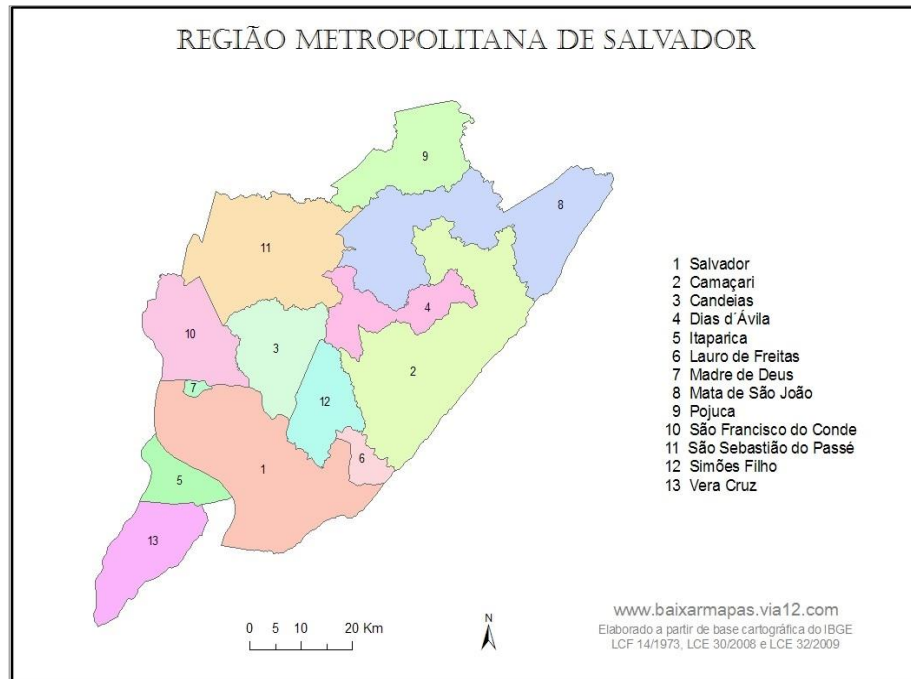 REGIÃO METROPOLITANA DE SALVADOR
9
8
11
4
10
3
2
7
12
6
1
5
13
1 Salvador
2 Camaçari
3 Candeias
4 Dias d´Ávila
5 Itaparica
6 Lauro de Freitas
7 Madre de Deus
8 Mata de São João
9 Pojuca
10 São Francisco do Conde
11 São Sebastião do Passé
12 Simões Filho
13 Vera Cruz
0 5 10 20 Km
N
www.baixarmapas.via12.com
Elaborado a partir de base cartográfica do IBGE
LCF 14/1973, LCE 30/2008 e LCE 32/2009